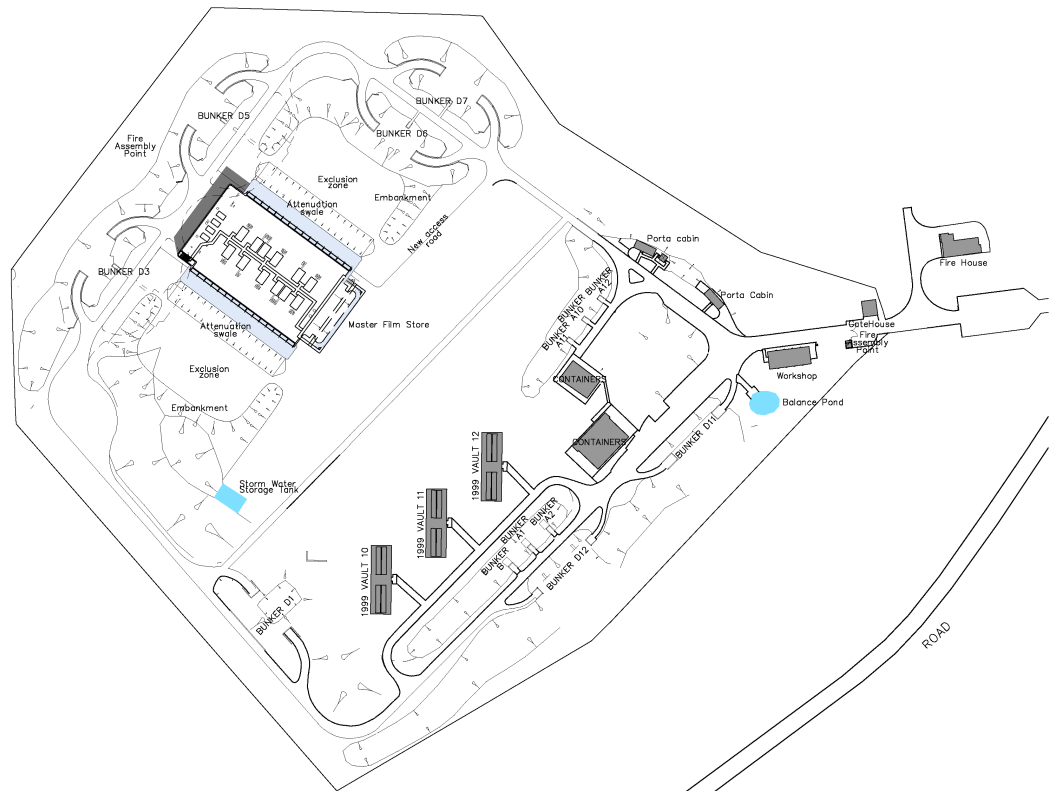 BUNKER D7
BUNKER D5
BUNKER D6
Fire
Assembly
Point
Exclusion
zone
Embankment
Attenuation
swale
New access
road
Porta cabin
Fire House
BUNKER D3
BUNKER
A12
BUNKER
A10
BUNKER
A11
Porta Cabin
Master Film Store
Attenuation
swale
GateHouse
Fire
Assembly
Point
Exclusion
zone
CONTAINERS
Workshop
Embankment
Balance Pond
BUNKER D11
CONTAINERS
1999 VAULT 12
Storm Water
Storage Tank
1999 VAULT 11
BUNKER
A2
BUNKER
A1
BUNKER
B
BUNKER D12
1999 VAULT 10
BUNKER D1
ROAD